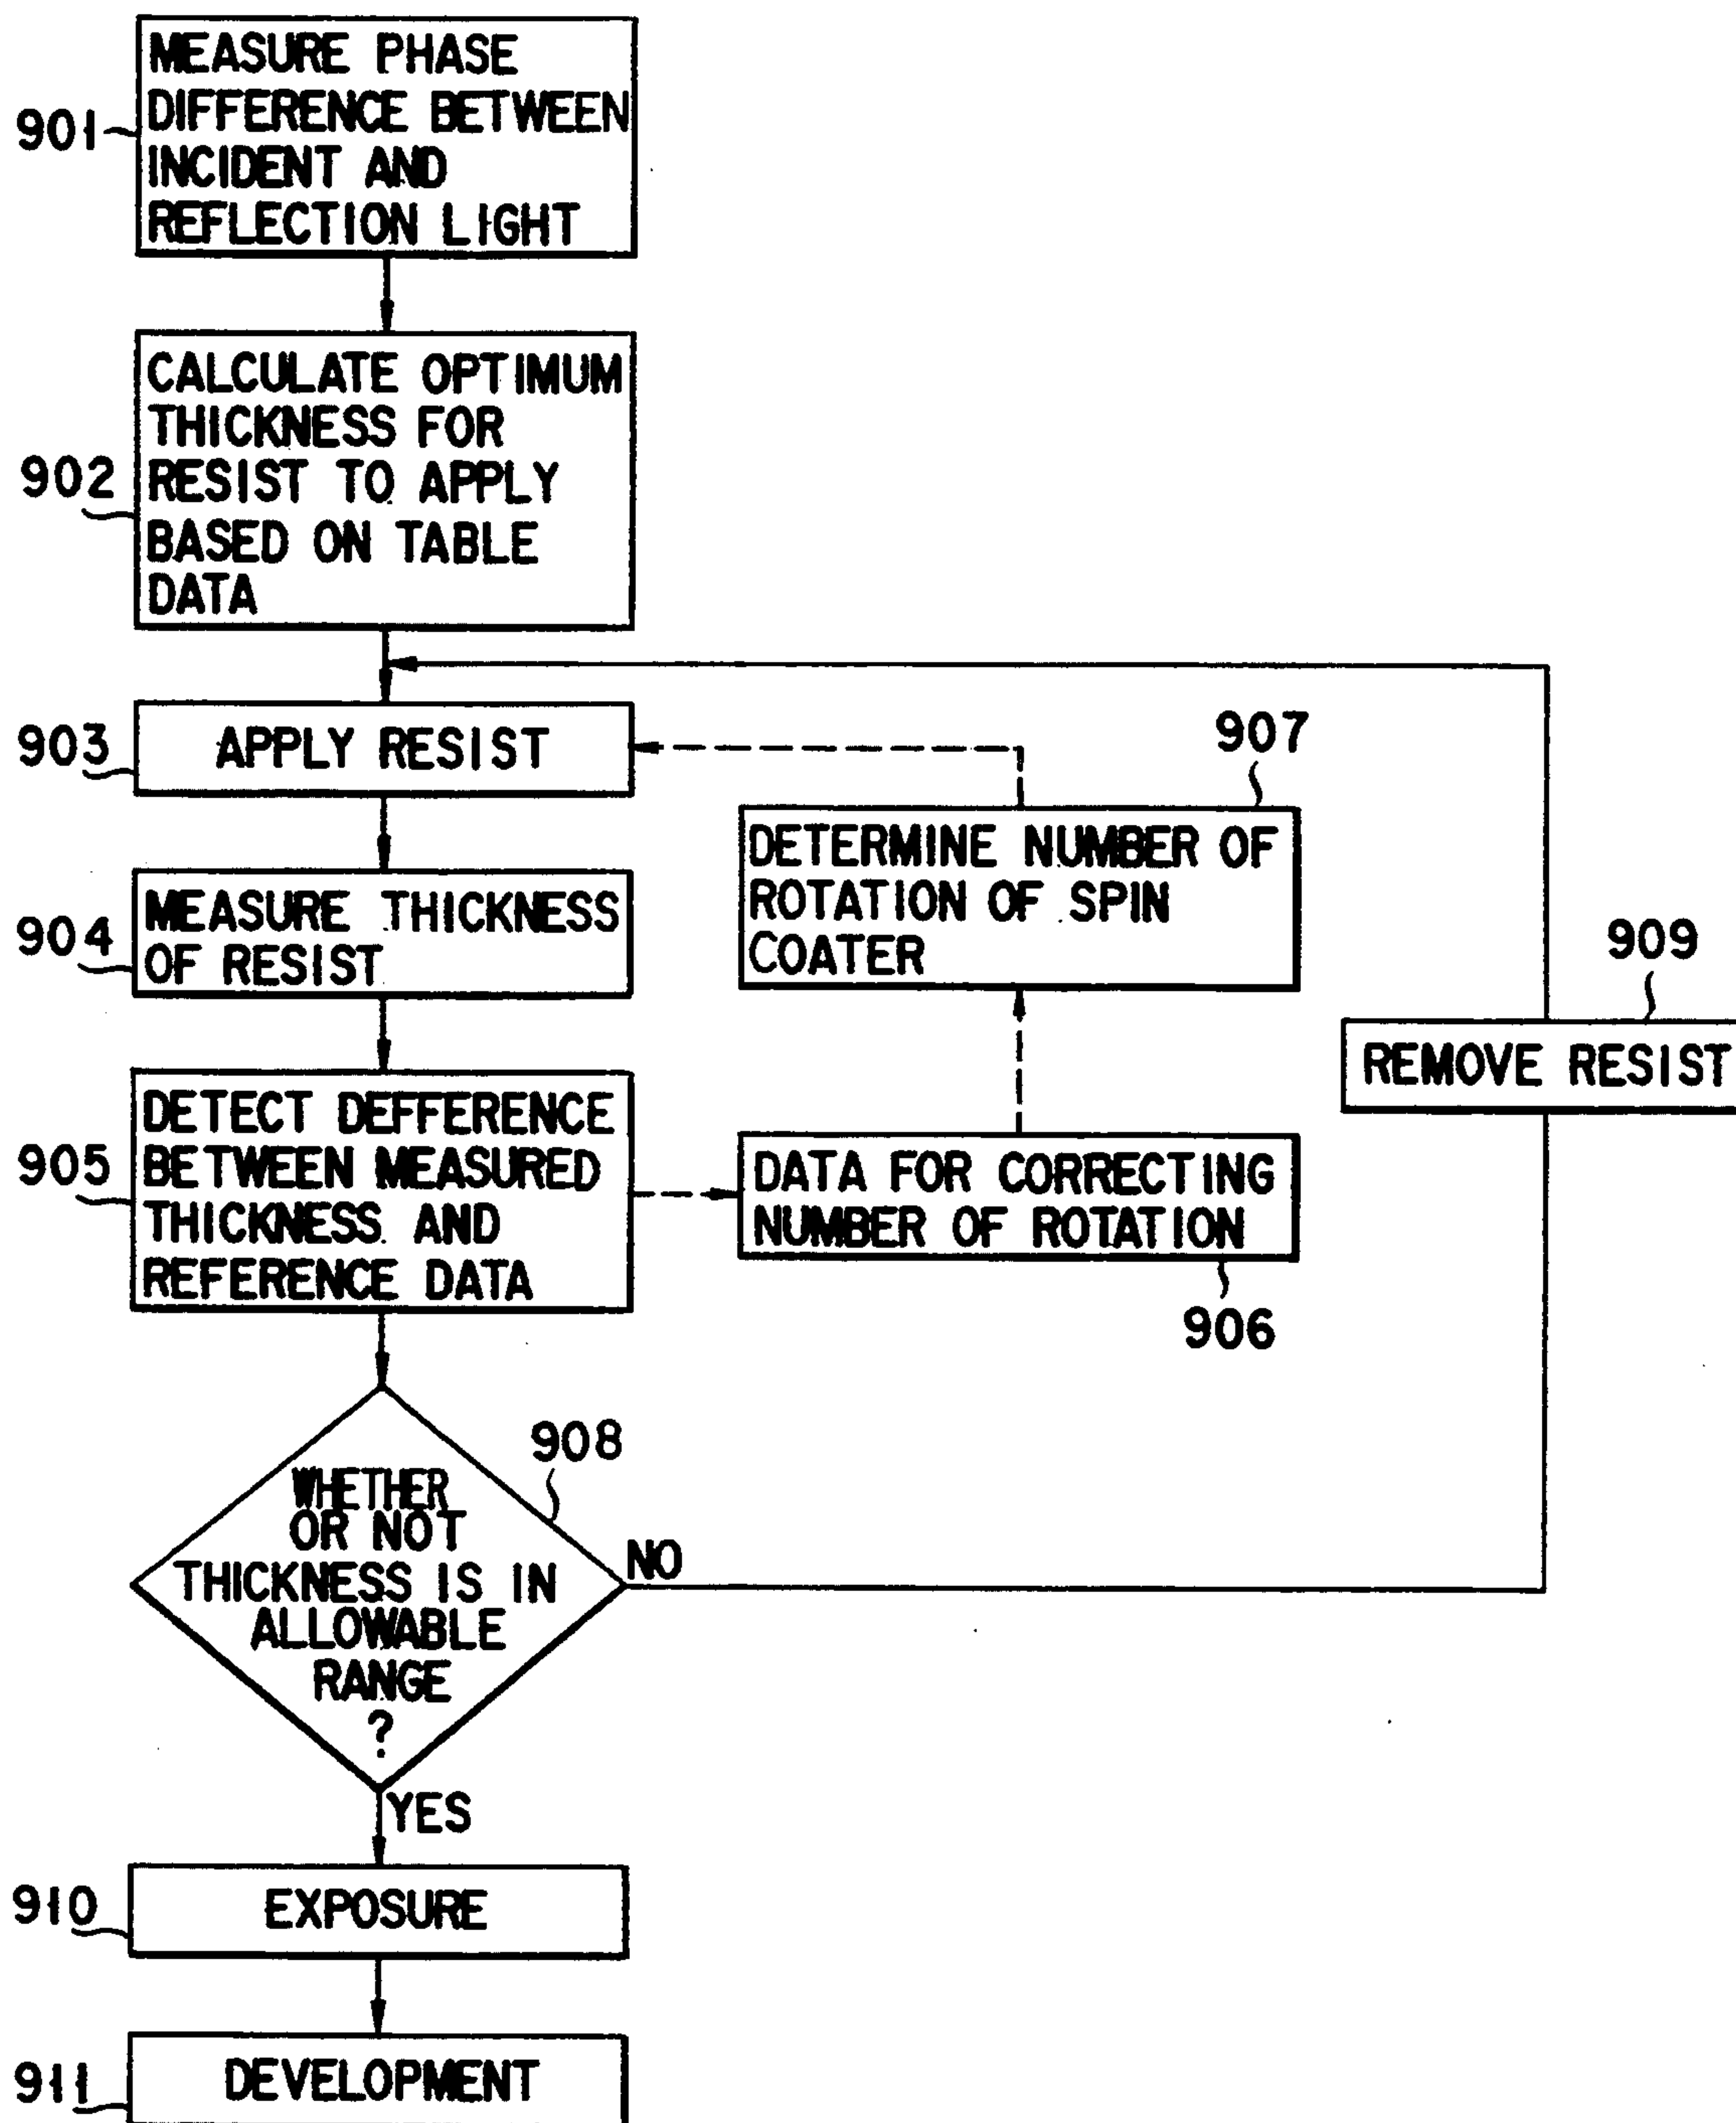 MEASURE PHASE
DIFFERENCE BETWEEN
INCIDENT AND
REFLECTION LIGHT
901
CALCULATE OPTIMUM
THICKNESS FOR
RESIST TO APPLY
BASED ON TABLE
DATA
902
903
APPLY RESIST
907
DETERMINE NUMBER OF
ROTATION OF SPIN
COATER
904
MEASURE THICKNESS
OF RESIST
909
REMOVE RESIST
905
DETECT DEFFERENCE
BETWEEN MEASURED
THICKNESS AND
REFERENCE DATA
DATA FOR CORRECTING
NUMBER OF ROTATION
906
908
WHETHER
OR NOT
THICKNESS IS IN
ALLOWABLE
RANGE
?
NO
YES
910
EXPOSURE
911
DEVELOPMENT